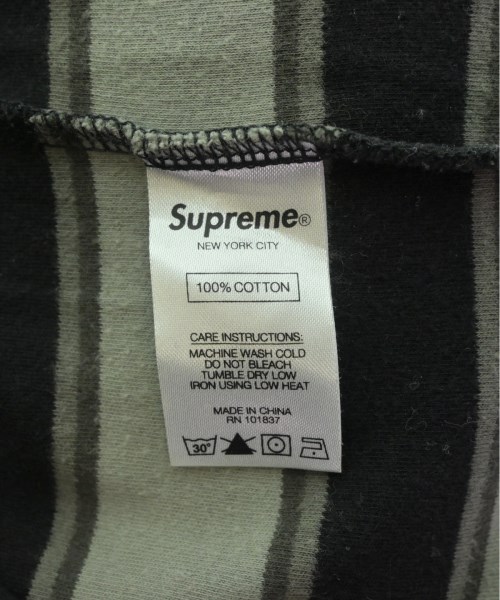 Supreme®
NEW YORK CITY
100% COTTON
CARE INSTRUCTIONS:
MACHINE WASH COLD
DO NOT BLEACH
TUMBLE DRY LOW
IRON USING LOW HEAT
MADE IN CHINA
RN 101837
30°